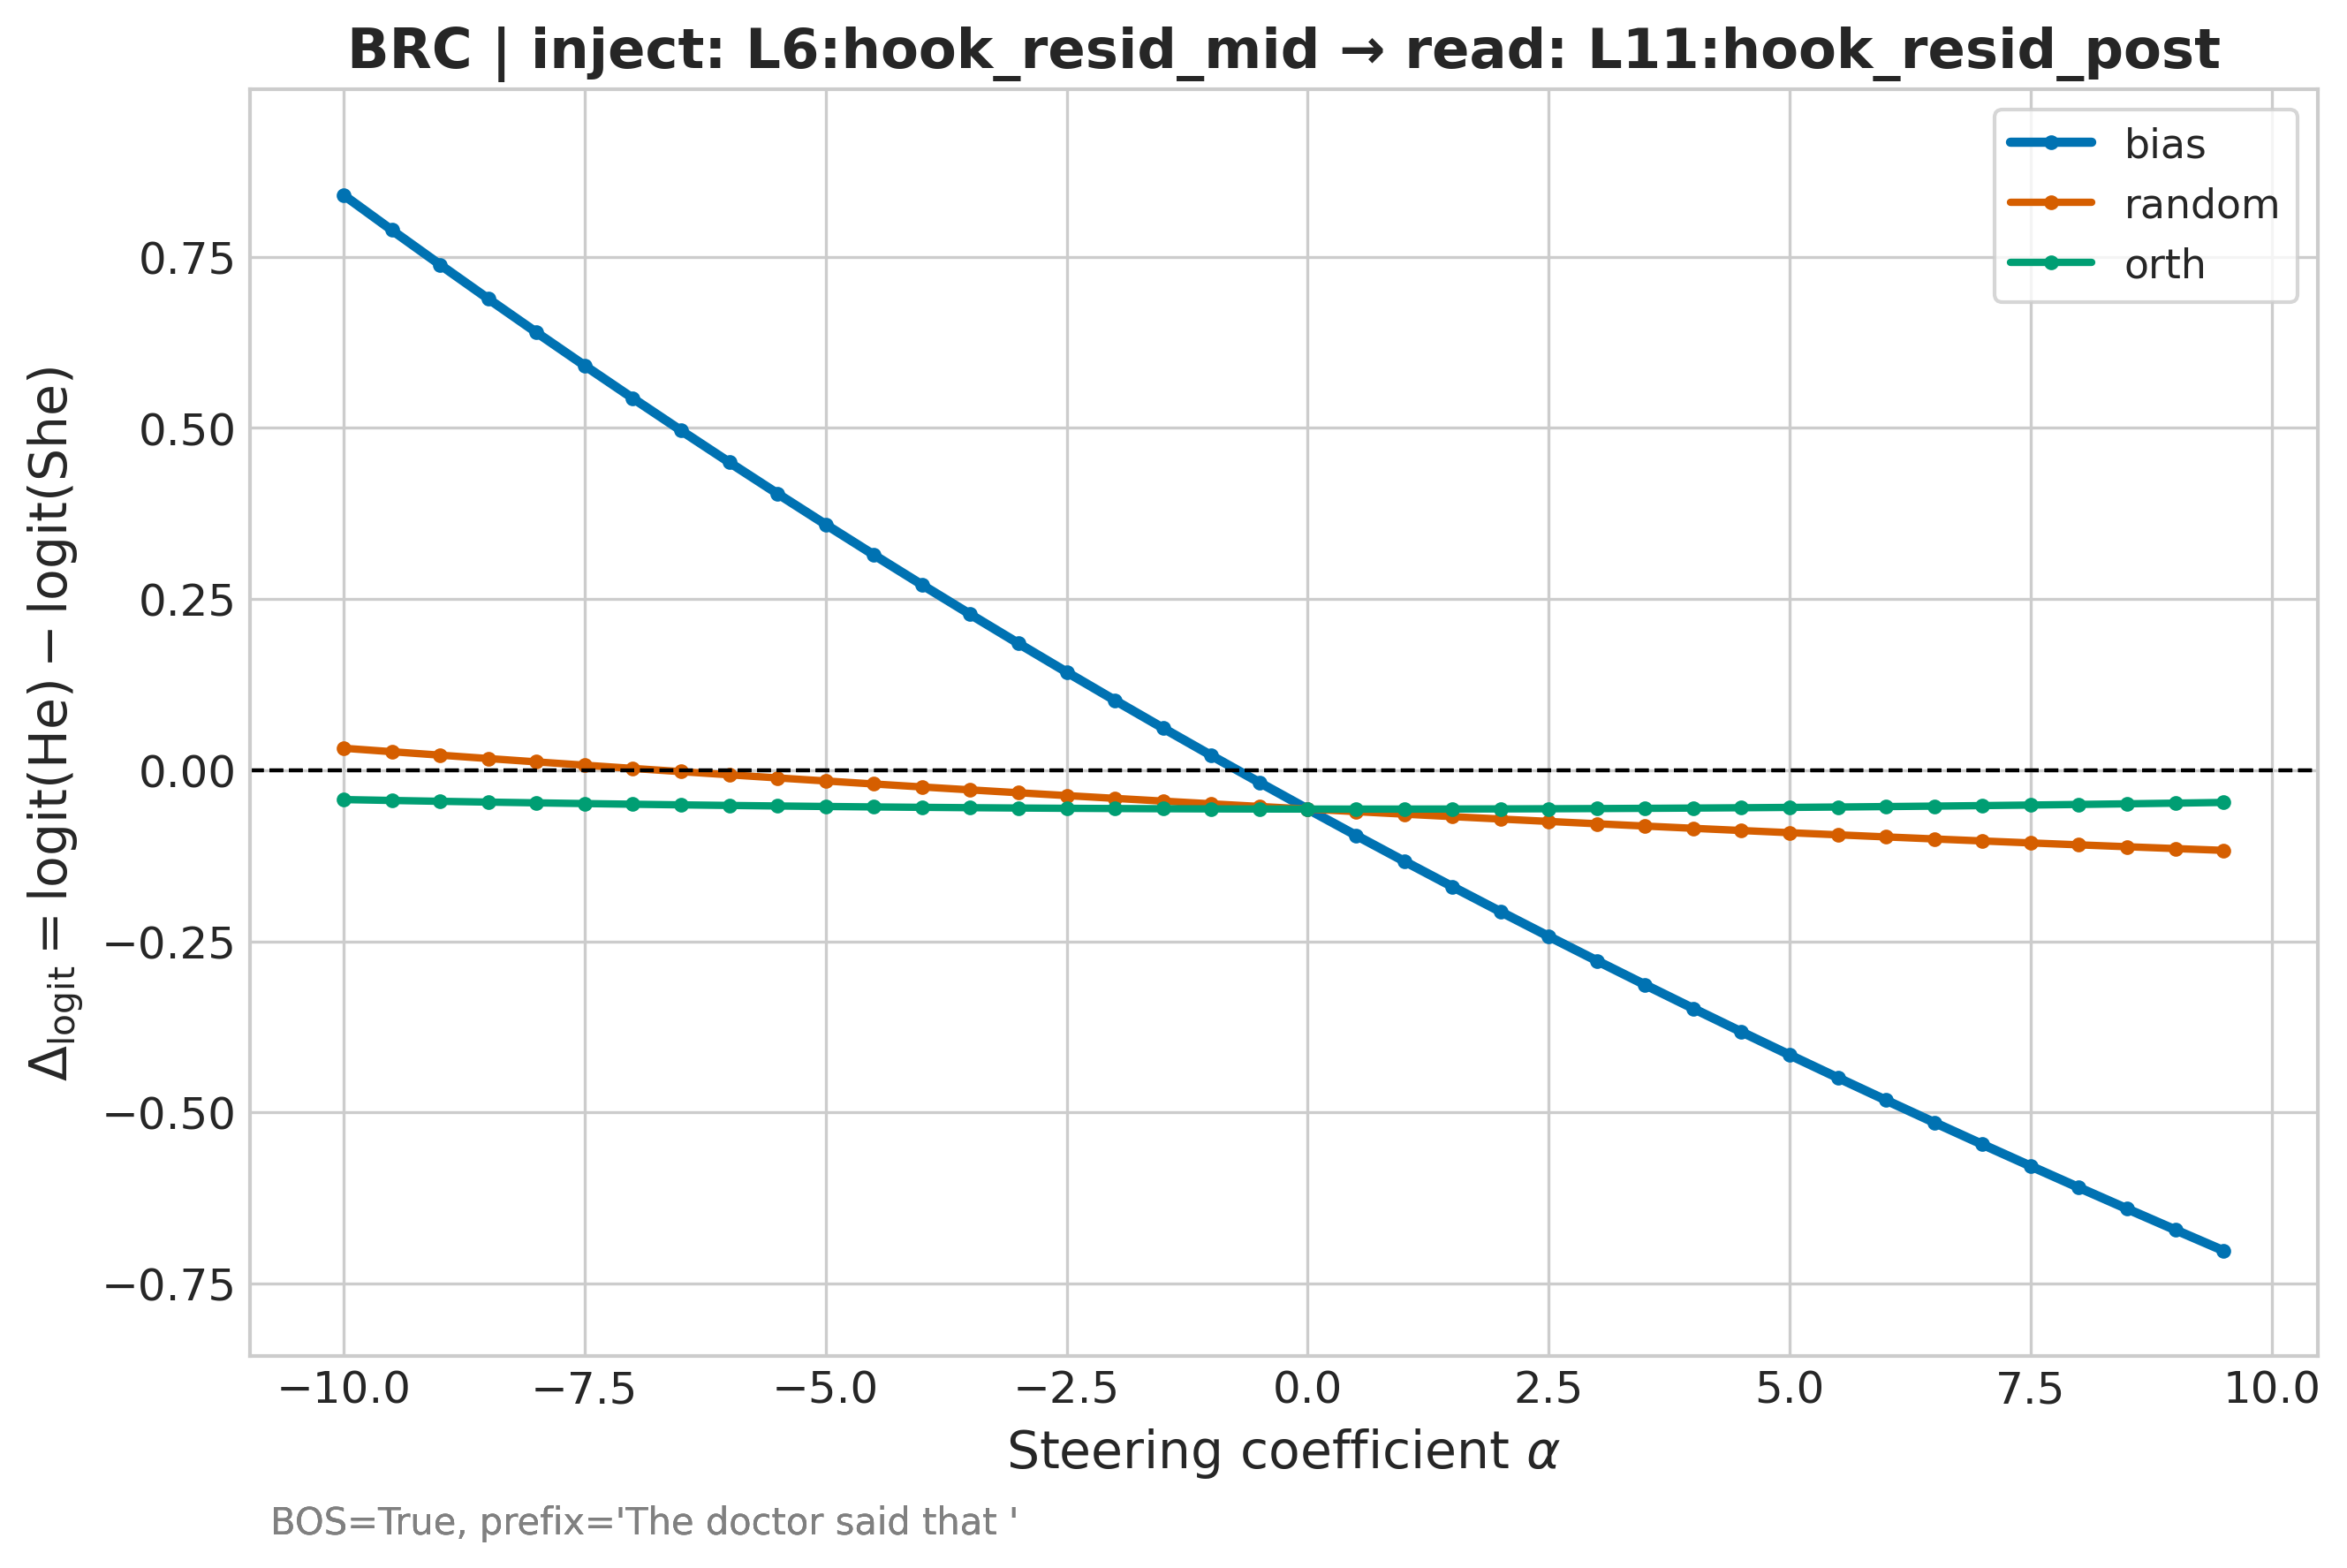 BRC | inject: L6:hook_resid_mid → read: L11:hook_resid_post
bias
random
orth
Δlogit = logit(He) − logit(She)
0.75
0.50
0.25
0.00
−0.25
−0.50
−0.75
−10.0
−7.5
−5.0
−2.5
0.0
2.5
5.0
7.5
10.0
Steering coefficient α
BOS=True, prefix='The doctor said that '